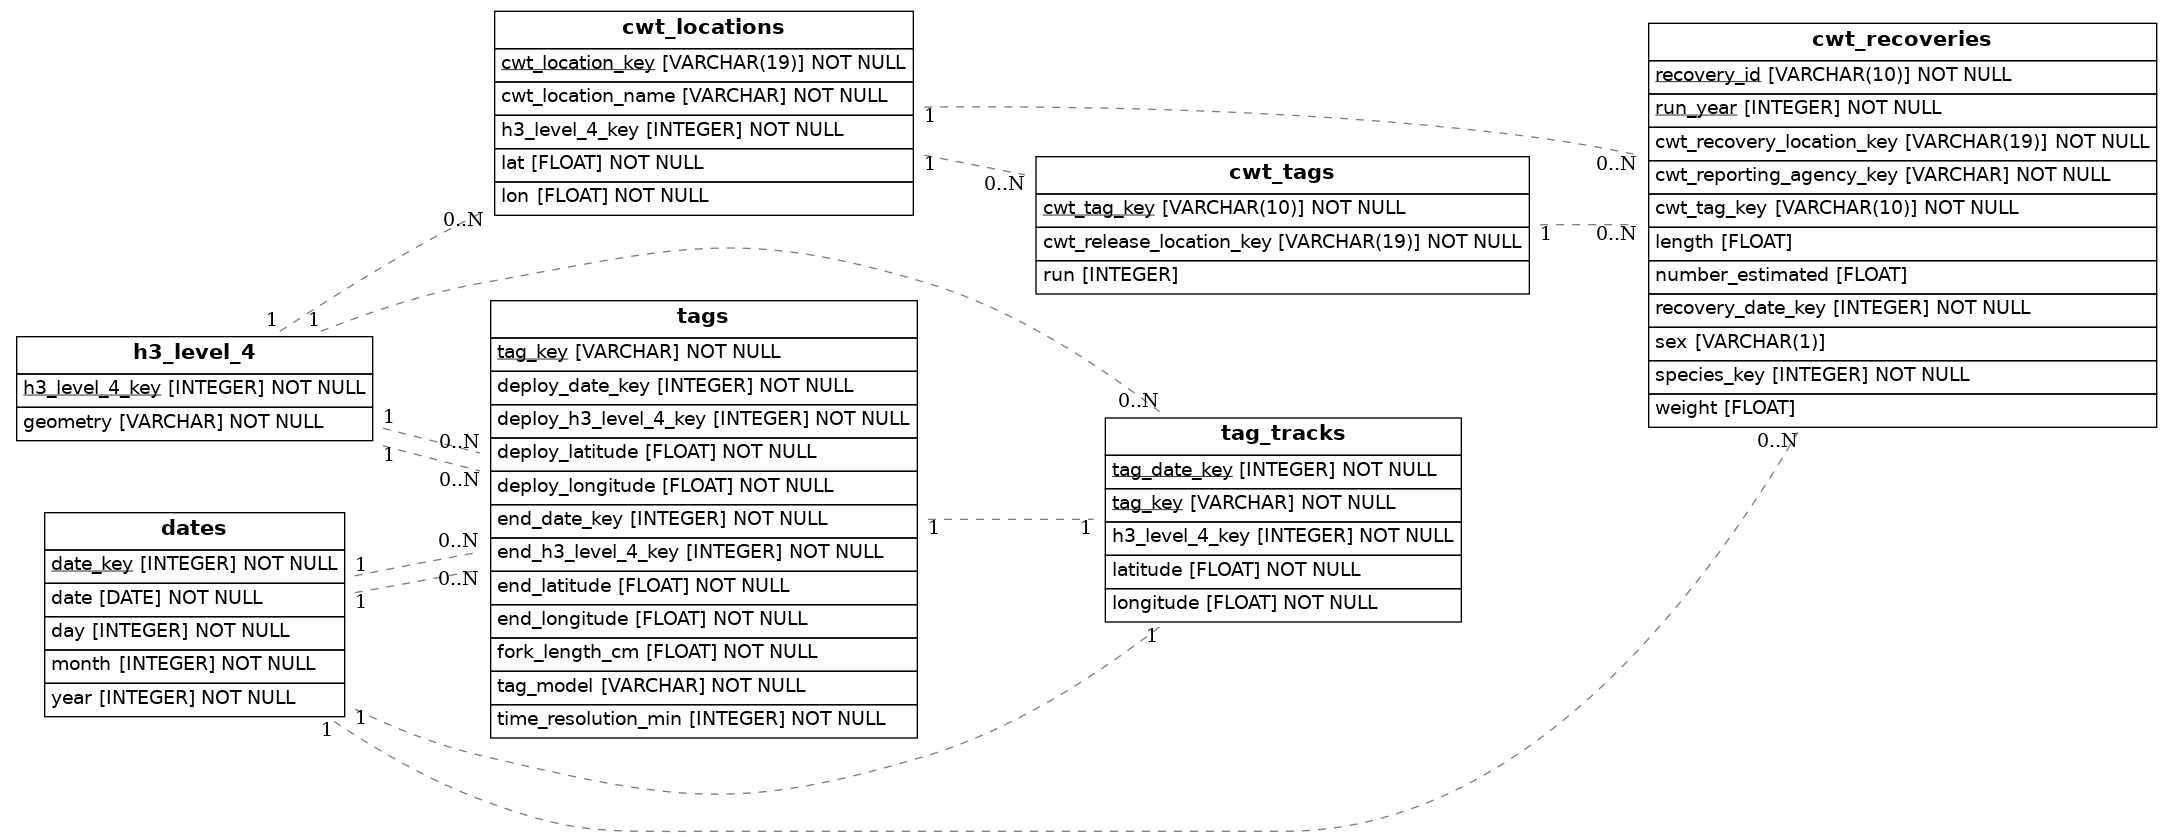 cwt_locations
cwt_location_key [VARCHAR(19)] NOT NULL
cwt_location_name [VARCHAR] NOT NULL
h3_level_4_key [INTEGER] NOT NULL
lat [FLOAT] NOT NULL
lon [FLOAT] NOT NULL
cwt_recoveries
recovery_id [VARCHAR(10)] NOT NULL
run_year [INTEGER] NOT NULL
cwt_recovery_location_key [VARCHAR(19)] NOT NULL
cwt_reporting_agency_key [VARCHAR] NOT NULL
cwt_tag_key [VARCHAR(10)] NOT NULL
length [FLOAT]
number_estimated [FLOAT]
recovery_date_key [INTEGER] NOT NULL
sex [VARCHAR(1)]
species_key [INTEGER] NOT NULL
weight [FLOAT]
1
0..N
1
0..N
cwt_tags
cwt_tag_key [VARCHAR(10)] NOT NULL
cwt_release_location_key [VARCHAR(19)] NOT NULL
run [INTEGER]
1
0..N
0..N
1
1
0..N
h3_level_4
h3_level_4_key [INTEGER] NOT NULL
geometry [VARCHAR] NOT NULL
1
0..N
1
0..N
tags
tag_key [VARCHAR] NOT NULL
deploy_date_key [INTEGER] NOT NULL
deploy_h3_level_4_key [INTEGER] NOT NULL
deploy_latitude [FLOAT] NOT NULL
deploy_longitude [FLOAT] NOT NULL
end_date_key [INTEGER] NOT NULL
end_h3_level_4_key [INTEGER] NOT NULL
end_latitude [FLOAT] NOT NULL
end_longitude [FLOAT] NOT NULL
fork_length_cm [FLOAT] NOT NULL
tag_model [VARCHAR] NOT NULL
time_resolution_min [INTEGER] NOT NULL
1
1
tag_tracks
tag_date_key [INTEGER] NOT NULL
tag_key [VARCHAR] NOT NULL
h3_level_4_key [INTEGER] NOT NULL
latitude [FLOAT] NOT NULL
longitude [FLOAT] NOT NULL
dates
date_key [INTEGER] NOT NULL
date [DATE] NOT NULL
day [INTEGER] NOT NULL
month [INTEGER] NOT NULL
year [INTEGER] NOT NULL
1
0..N
1
0..N
1
1
1
0..N